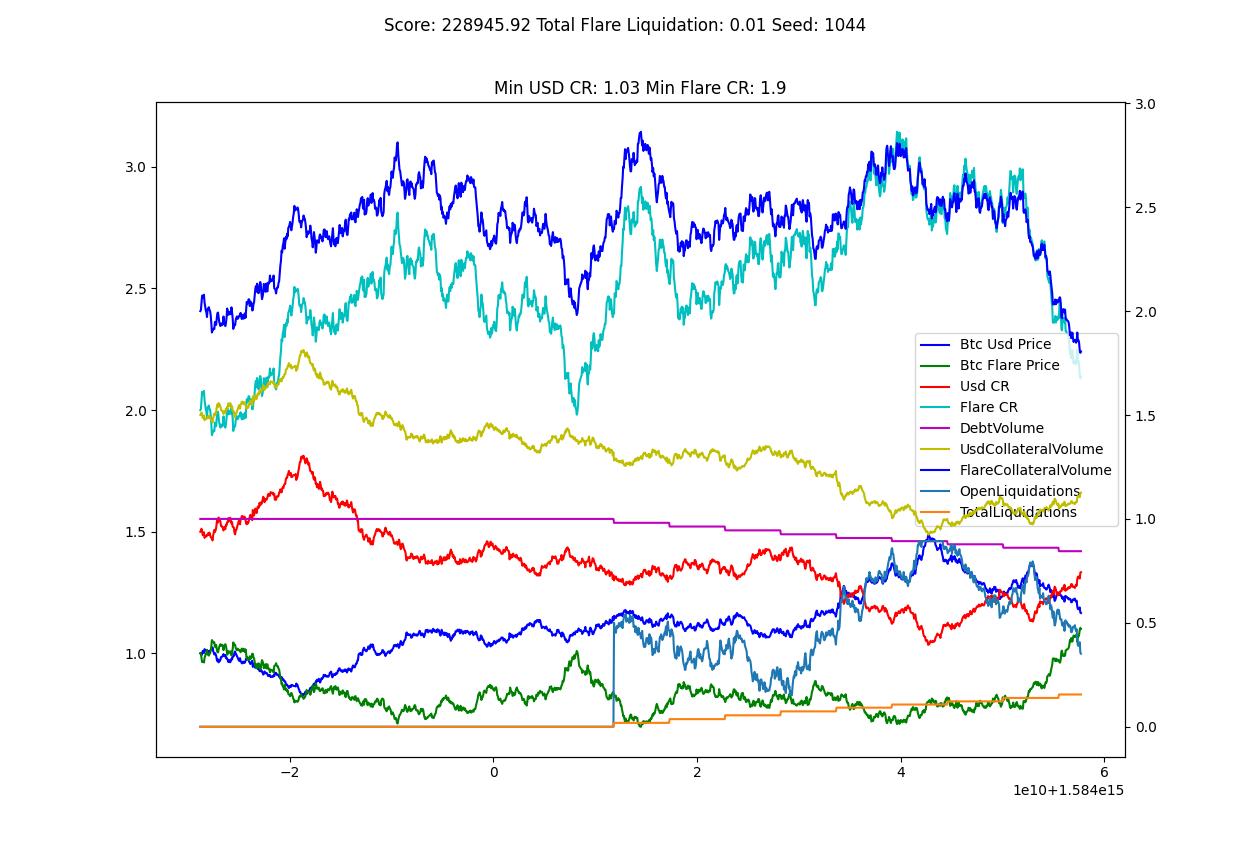 Score: 228945.92 Total Flare Liquidation: 0.01 Seed: 1044
Min USD CR: 1.03 Min Flare CR: 1.9
3.0
2.5
2.0
1.5
1.0
3.0
2.5
2.0
1.5
1.0
0.5
0.0
Btc Usd Price
Btc Flare Price
Usd CR
Flare CR
DebtVolume
UsdCollateralVolume
FlareCollateralVolume
OpenLiquidations
TotalLiquidations
−2 0 2 4 6
1e10+1.584e15